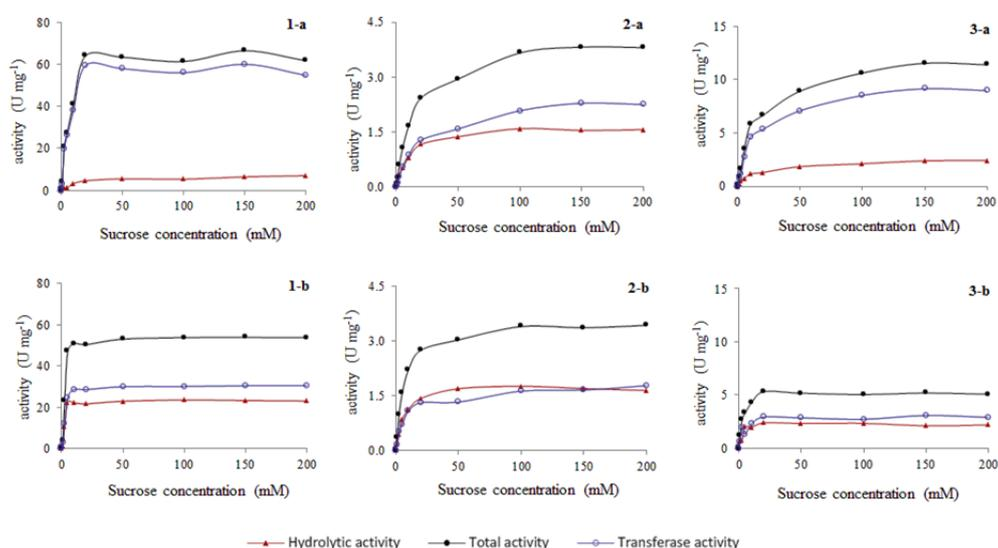 1-a
activity (U mg-1)
80
60
40
20
0
0 50 100 150 200
Sucrose concentration (mM)
2-a
activity (U mg-1)
4.5
3.0
1.5
0.0
0 50 100 150 200
Sucrose concentration (mM)
3-a
activity (U mg-1)
15
10
5
0
0 50 100 150 200
Sucrose concentration (mM)
1-b
activity (U mg-1)
80
60
40
20
0
0 50 100 150 200
Sucrose concentration (mM)
2-b
activity (U mg-1)
4.5
3.0
1.5
0.0
0 50 100 150 200
Sucrose concentration (mM)
3-b
activity (U mg-1)
15
10
5
0
0 50 100 150 200
Sucrose concentration (mM)
Hydrolytic activity Total activity Transferase activity